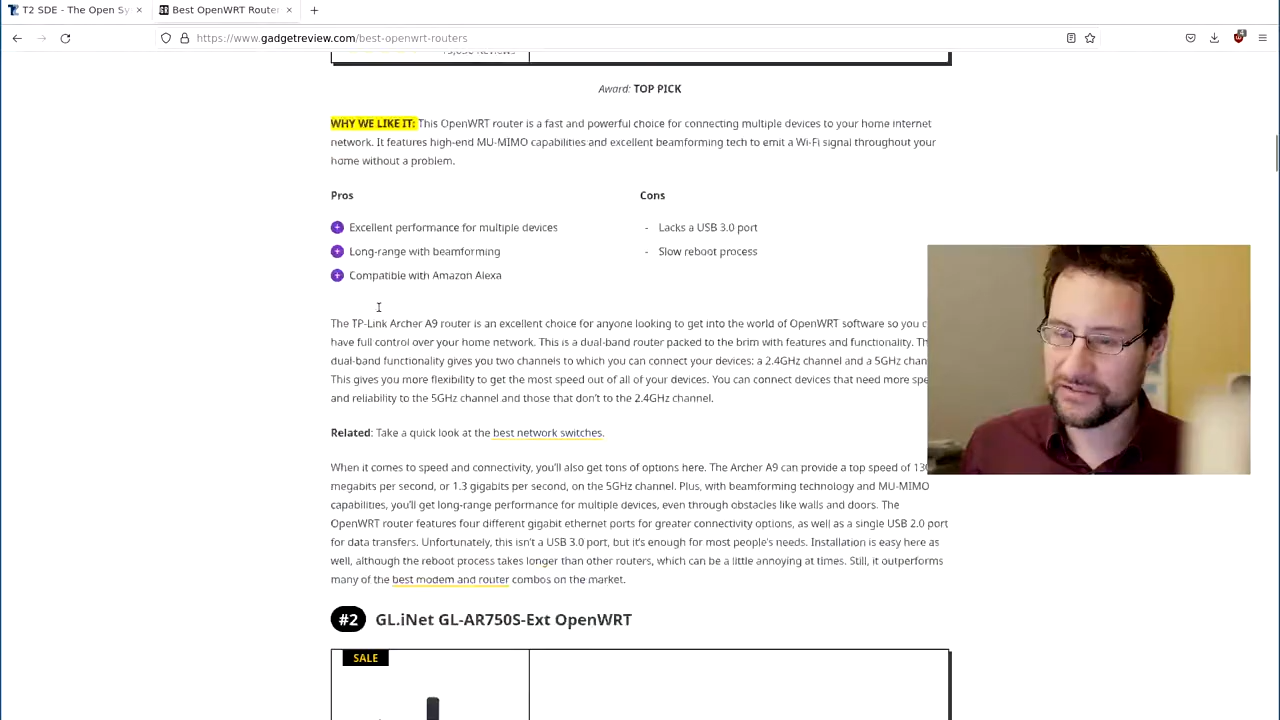 T2 SDE - The Open Sy
Best OpenWRT Router
https://www.gadgetreview.com/best-openwrt-routers
Award: TOP PICK
WHY WE LIKE IT: This OpenWRT router is a fast and powerful choice for connecting multiple devices to your home internet
network. It features high-end MU-MIMO capabilities and excellent beamforming tech to emit a Wi-Fi signal throughout your
home without a problem.
Pros
Cons
Excellent performance for multiple devices
- Lacks a USB 3.0 port
Long-range with beamforming
- Slow reboot process
Compatible with Amazon Alexa
The TP-Link Archer A9 router is an excellent choice for anyone looking to get into the world of OpenWRT software so you c
have full control over your home network. This is a dual-band router packed to the brim with features and functionality. Th
dual-band functionality gives you two channels to which you can connect your devices: a 2.4GHz channel and a 5GHz chan
This gives you more flexibility to get the most speed out of all of your devices. You can connect devices that need more spe
and reliability to the 5GHz channel and those that don't to the 2.4GHz channel.
Related: Take a quick look at the best network switches.
When it comes to speed and connectivity, you'll also get tons of options here. The Archer A9 can provide a top speed of 130
megabits per second, or 1.3 gigabits per second, on the 5GHz channel. Plus, with beamforming technology and MU-MIMO
capabilities, you'll get long-range performance for multiple devices, even through obstacles like walls and doors. The
OpenWRT router features four different gigabit ethernet ports for greater connectivity options, as well as a single USB 2.0 port
for data transfers. Unfortunately, this isn't a USB 3.0 port, but it's enough for most people's needs. Installation is easy here as
well, although the reboot process takes longer than other routers, which can be a little annoying at times. Still, it outperforms
many of the best modem and router combos on the market.
#2 GL.iNet GL-AR750S-Ext OpenWRT
SALE